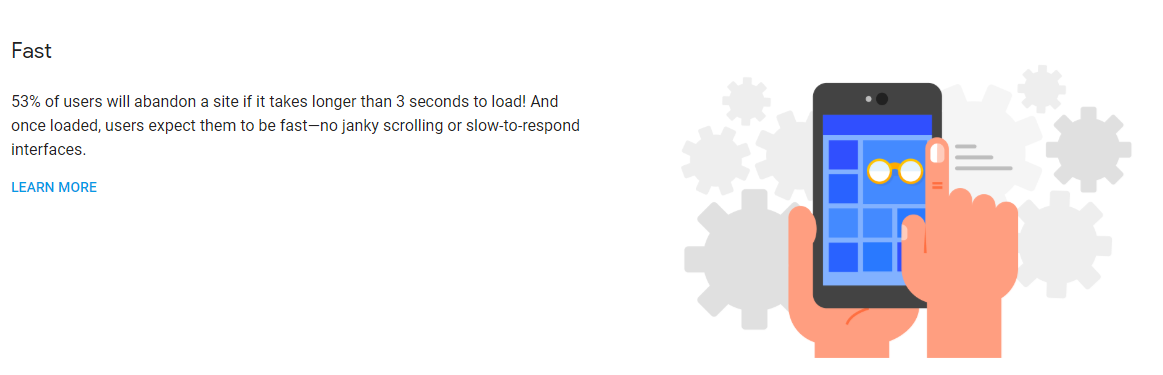 Fast
53% of users will abandon a site if it takes longer than 3 seconds to load! And
once loaded, users expect them to be fast—no janky scrolling or slow-to-respond
interfaces.
LEARN MORE